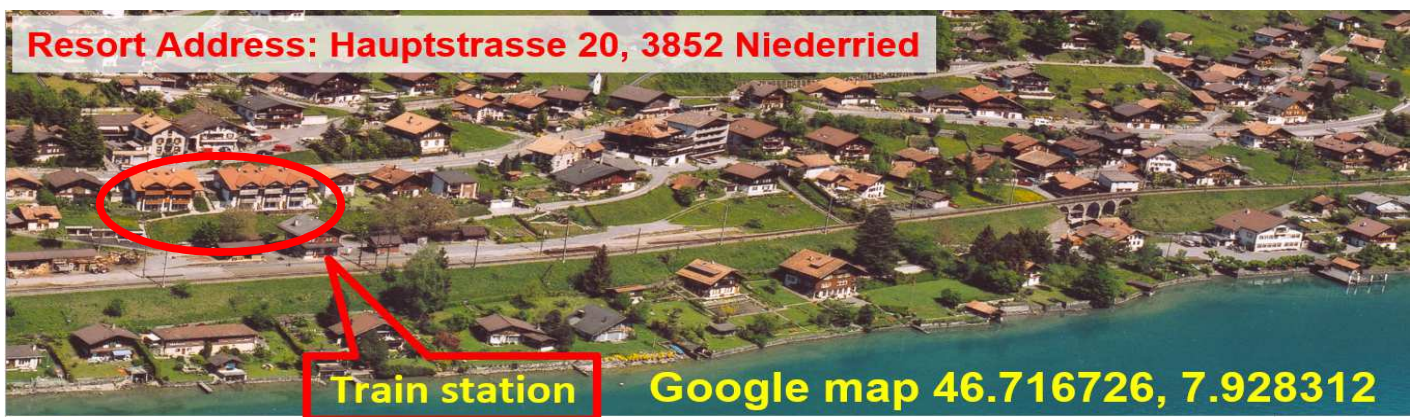 Resort Address: Hauptstrasse 20, 3852 Niederried
Train station
Google map 46.716726, 7.928312